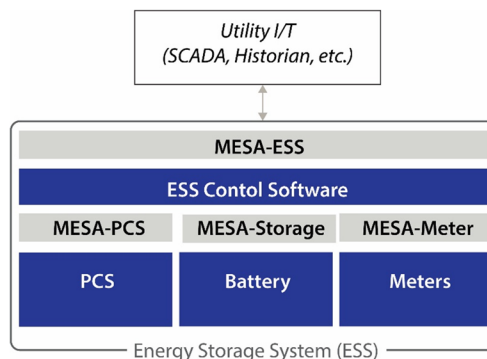 Utility I/T
(SCADA, Historian, etc.)
MESA-ESS
ESS Contol Software
MESA-PCS MESA-Storage MESA-Meter
PCS Battery Meters
Energy Storage System (ESS)